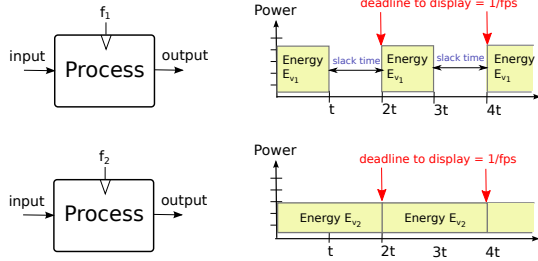 f1
input
output
Process
Power
deadline to display = 1/fps
Energy
Ev1
slack time
Energy
Ev1
slack time
Energy
Ev1
t
2t
3t
4t
f2
input
output
Process
Power
deadline to display = 1/fps
Energy Ev2
Energy Ev2
t
2t
3t
4t